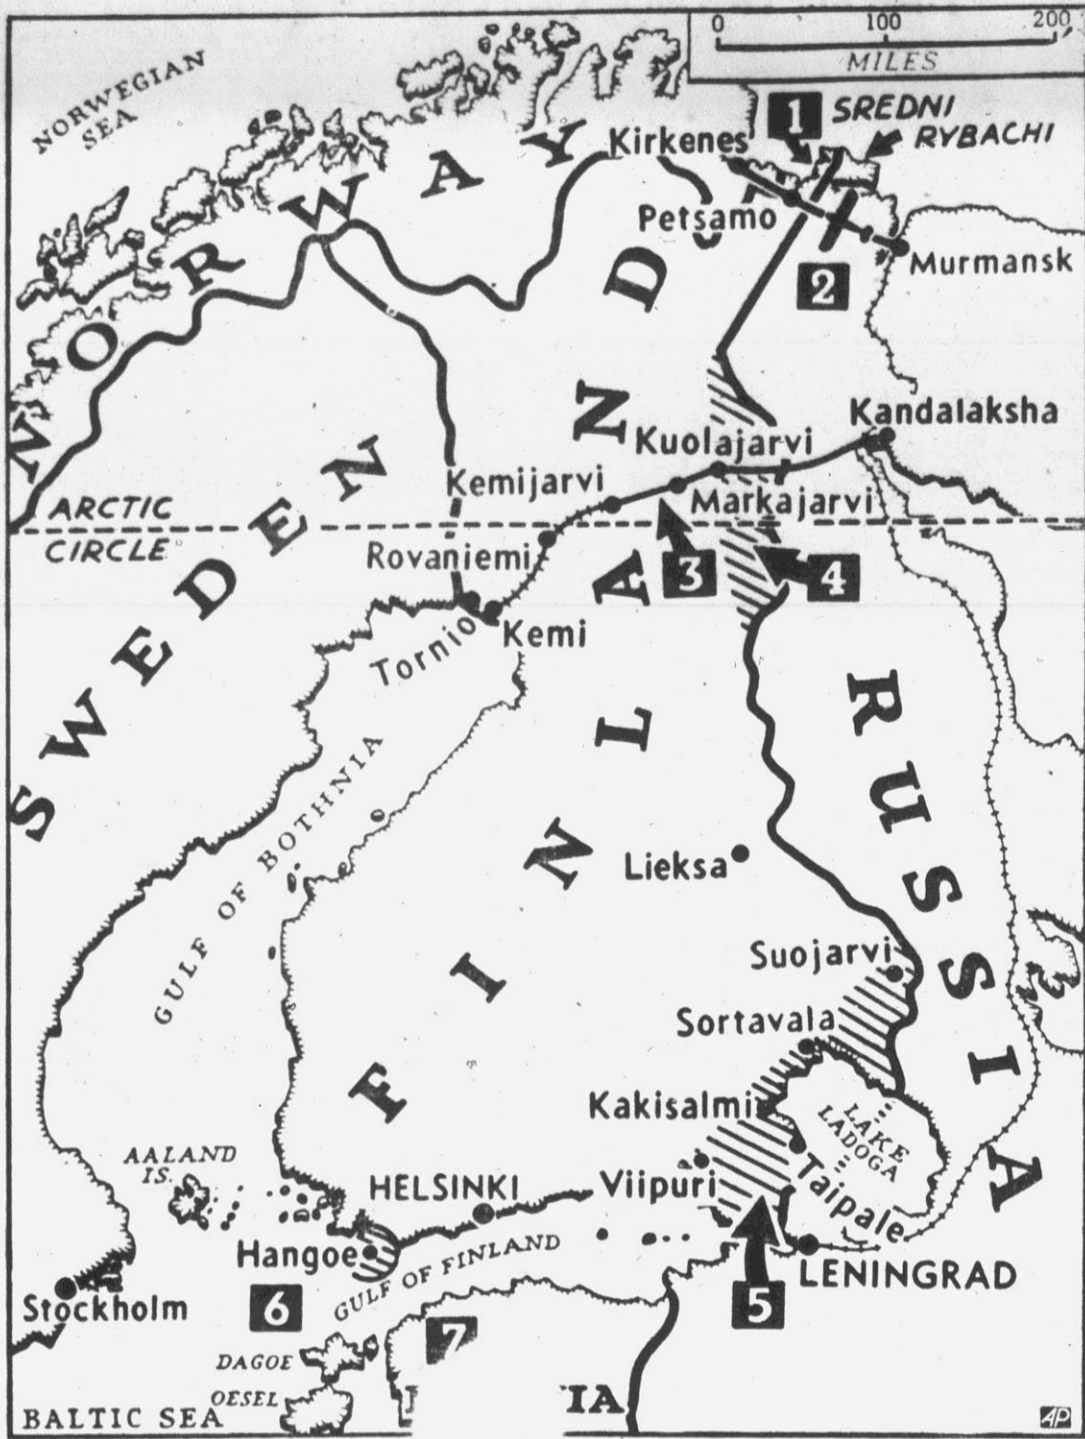 0 100 200
MILES
NORWEGIAN
SEA
1 SREDNI
RYBACHI
Kirkenes
Petsamo
Murmansk
2
NORWAY
Kandalaksha
Kuolajarvi
Kemijarvi
Markajarvi
ARCTIC
CIRCLE
Rovaniemi
3
4
Tornio
Kemi
SWEDEN
FINLAND
RUSSIA
GULF OF BOTHNIA
Lieksa
Suojarvi
Sortavala
Kakisalmi
LAKE
LADOGA
AALAND
IS.
HELSINKI
Viipuri
Taipale
Hangoe
GULF OF FINLAND
LENINGRAD
Stockholm
6
7
5
DAGOE
OESEL
BALTIC SEA
IA
AP